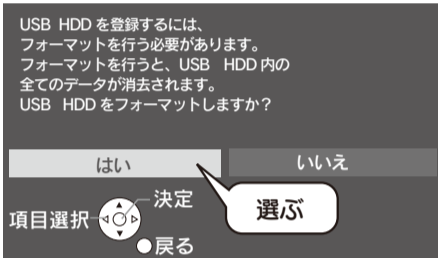 USB HDD を登録するには、
フォーマットを行う必要があります。
フォーマットを行うと、USB HDD 内の
全てのデータが消去されます。
USB HDD をフォーマットしますか？
はい
いいえ
選ぶ
決定
項目選択
戻る